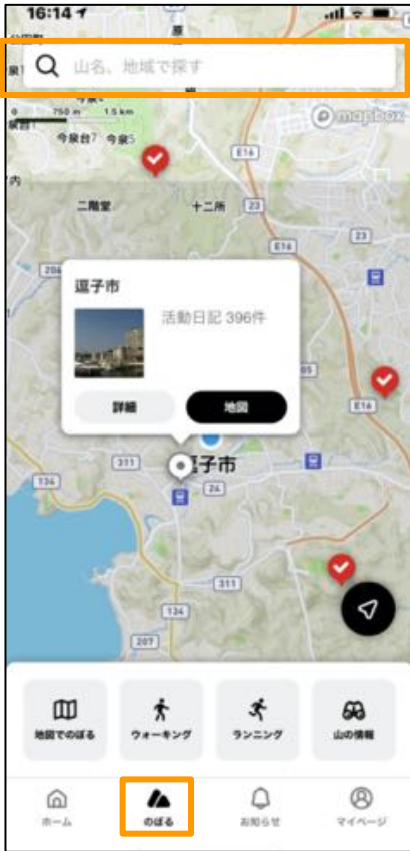 16:14
山名、地域で探す
750 m 1.5 km
mapbox
今泉台7 今泉5
E16
二階堂
十二所
23
23
E16
204
逗子市
活動日記 396件
詳細
地図
E16
311
子市
134
24
311
134
207
地図でのぼる
ウォーキング
ランニング
山の情報
ホーム
のぼる
お知らせ
マイページ